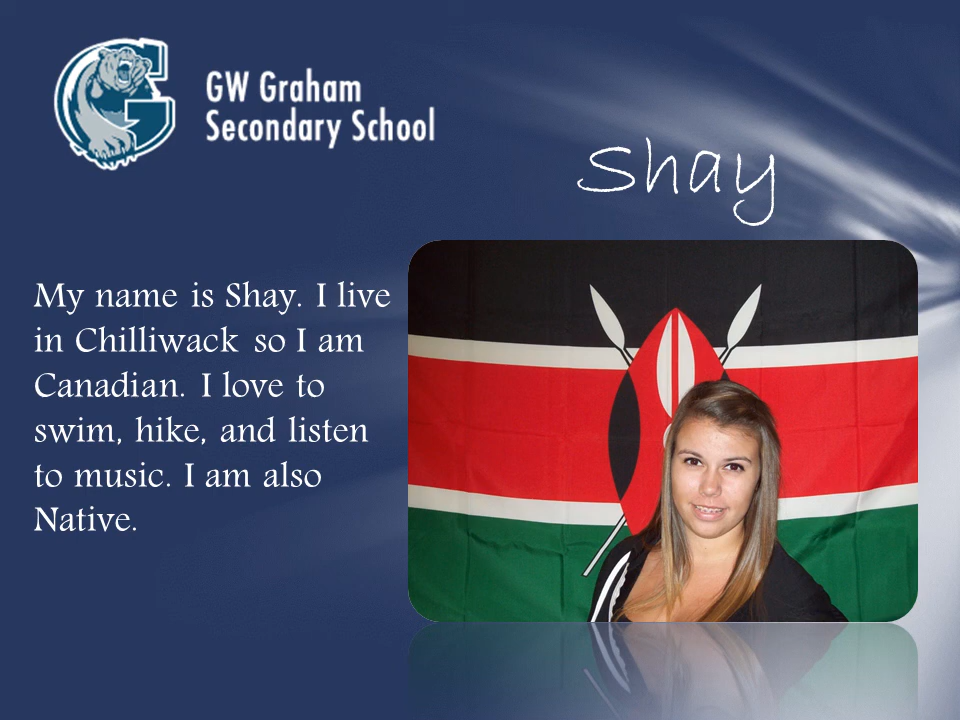 GW Graham
Secondary School
Shay
My name is Shay. I live
in Chilliwack so I am
Canadian. I love to
swim, hike, and listen
to music. I am also
Native.